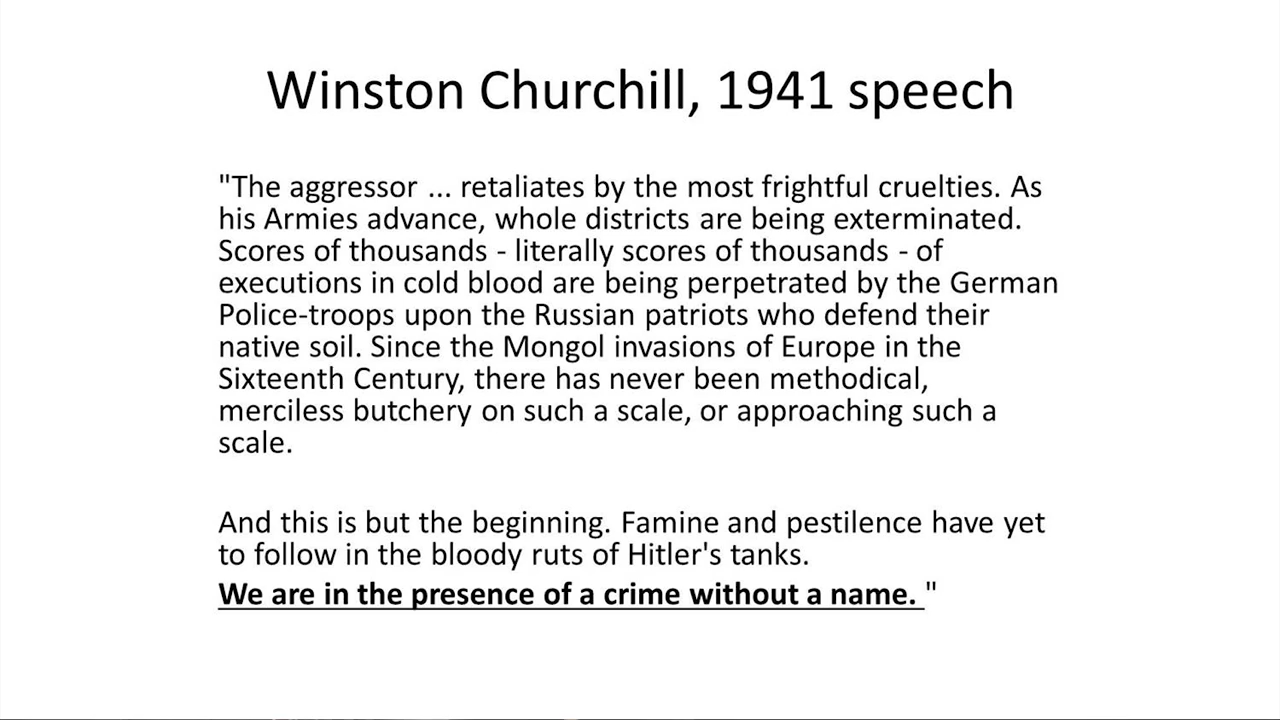 Winston Churchill, 1941 speech
"The aggressor ... retaliates by the most frightful cruelties. As
his Armies advance, whole districts are being exterminated.
Scores of thousands - literally scores of thousands - of
executions in cold blood are being perpetrated by the German
Police-troops upon the Russian patriots who defend their
native soil. Since the Mongol invasions of Europe in the
Sixteenth Century, there has never been methodical,
merciless butchery on such a scale, or approaching such a
scale.
And this is but the beginning. Famine and pestilence have yet
to follow in the bloody ruts of Hitler's tanks.
We are in the presence of a crime without a name. "